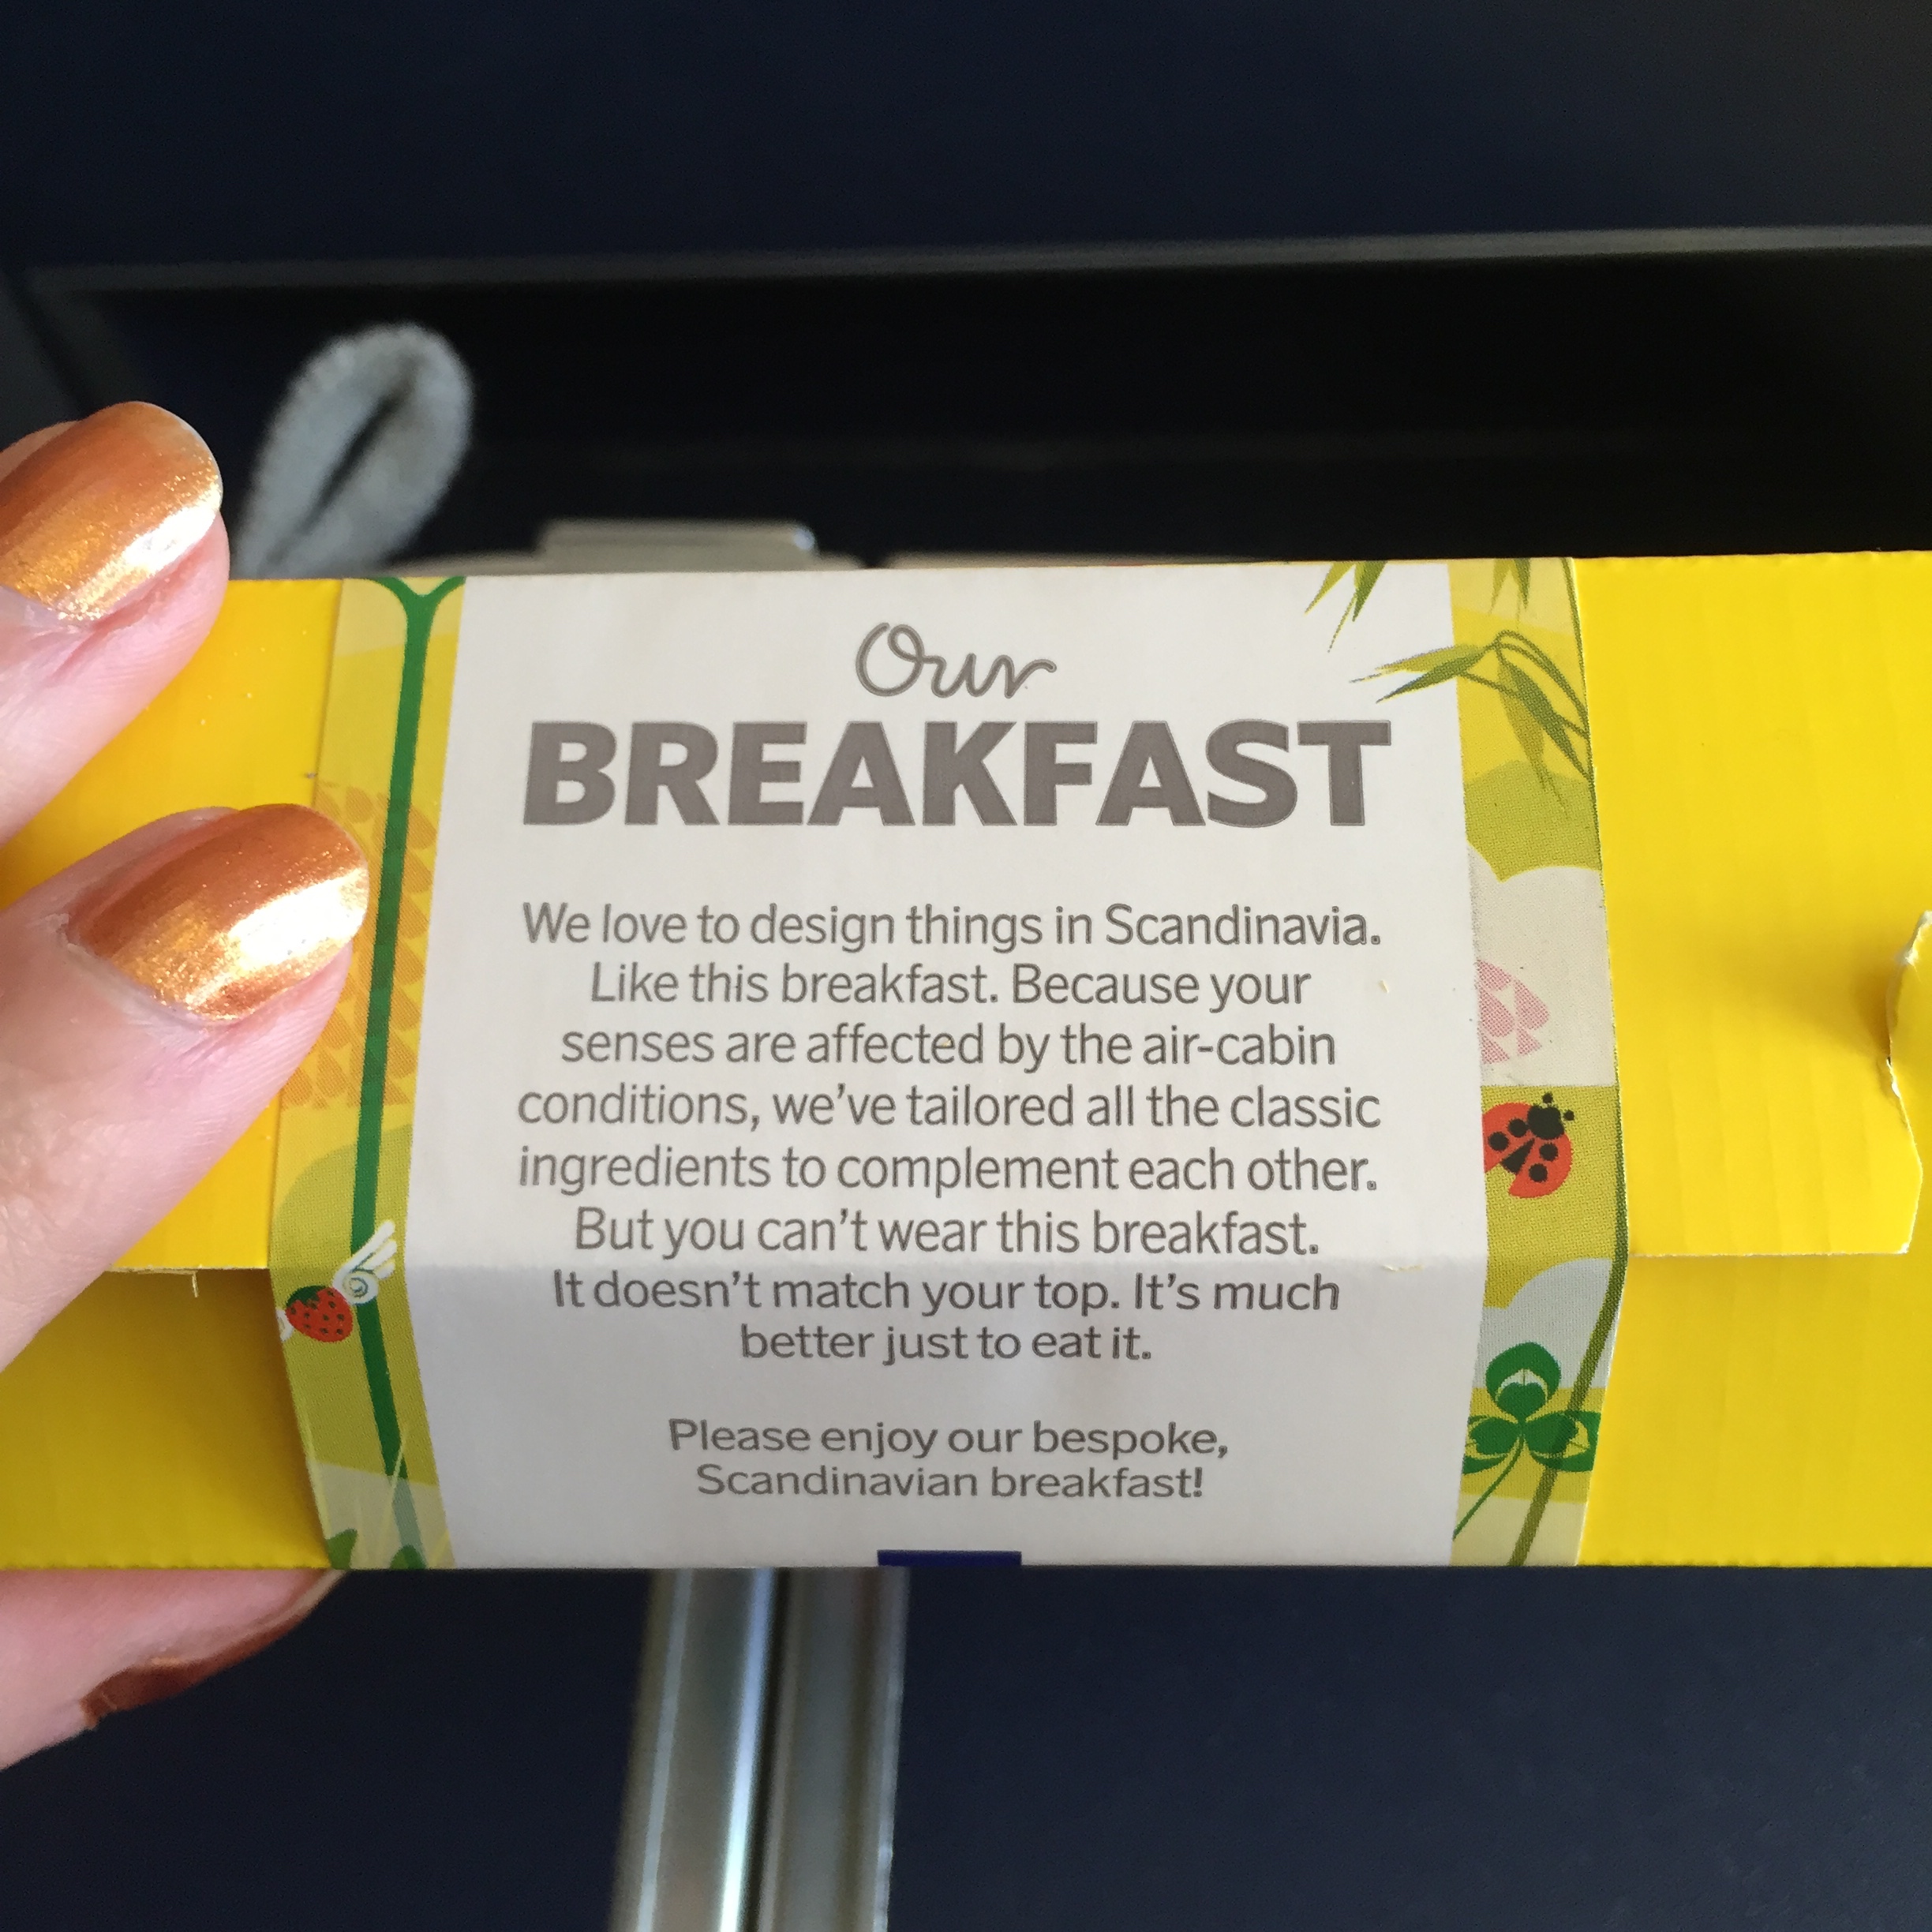 Our
BREAKFAST
We love to design things in Scandinavia.
Like this breakfast. Because your
senses are affected by the air-cabin
conditions, we've tailored all the classic
ingredients to complement each other.
But you can't wear this breakfast.
It doesn't match your top. It's much
better just to eat it.
Please enjoy our bespoke,
Scandinavian breakfast!